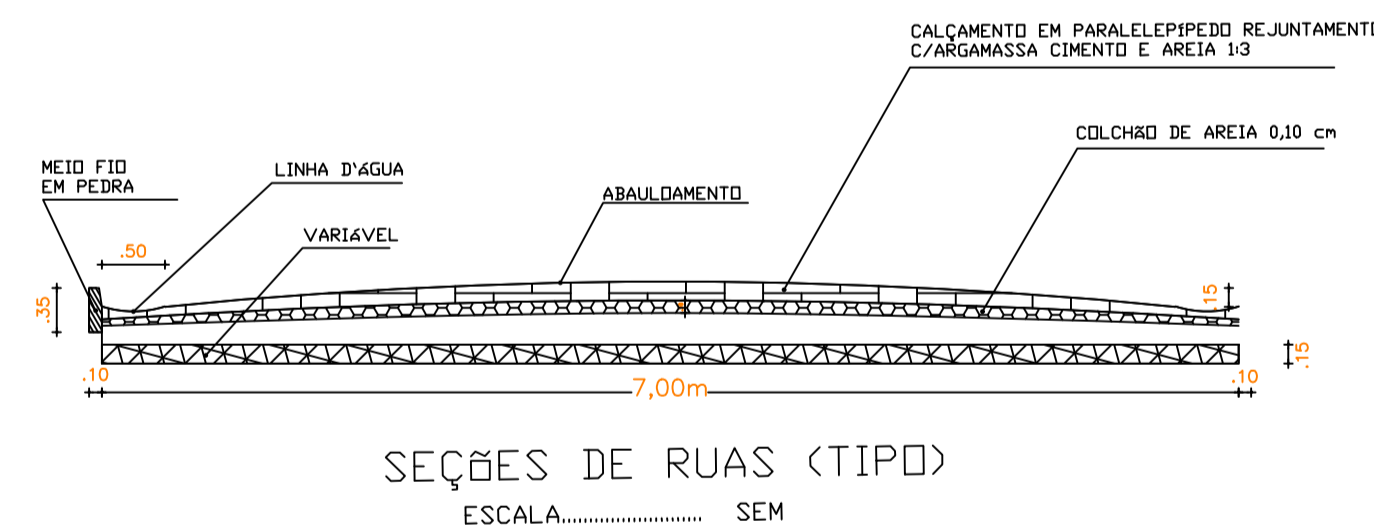 CALÇAMENTO EM PARALELEPÍPEDO REJUNTAMENTO
C/ARGAMASSA CIMENTO E AREIA 1:3
COLCHÃO DE AREIA 0,10 cm
MEIO FIO
EM PEDRA
LINHA D'ÁGUA
ABAULOAMENTO
VARIÁVEL
.50
.35
.15
.15
.10
7,00m
.10
SEÇÕES DE RUAS (TIPO)
ESCALA...................... SEM